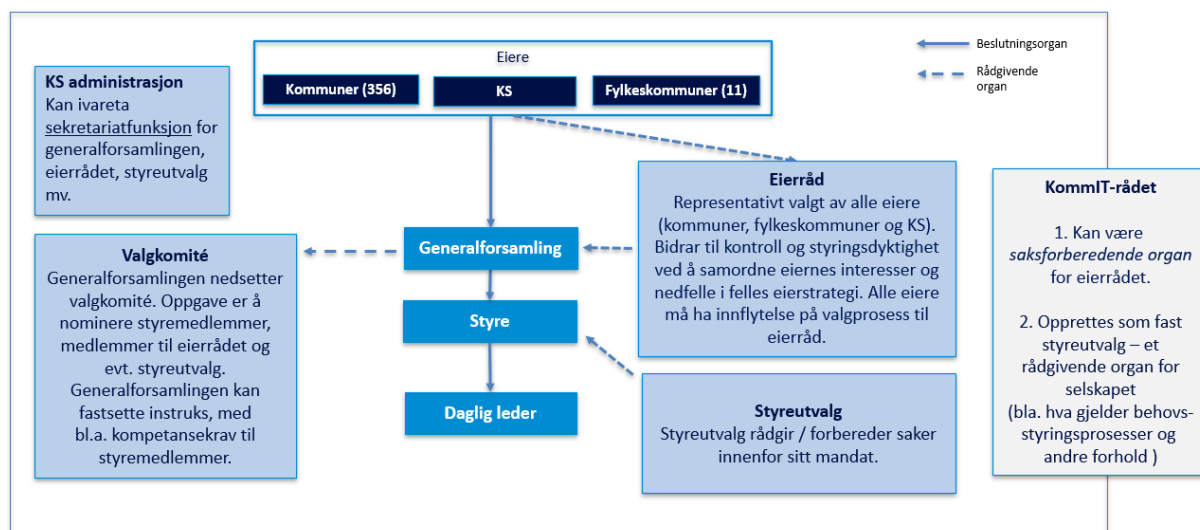 Eiere
Kommuner (356)
KS
Fylkeskommuner (11)
Beslutningsorgan
Rådgivende
organ
KS administrasjon
Kan ivareta
sekretariatfunksjon for
generalforsamlingen,
eierrådet, styreutvalg
mv.
Valgkomité
Generalforsamlingen nedsetter
valgkomité. Oppgave er å
nominere styremedlemmer,
medlemmer til eierrådet og
evt. styreutvalg.
Generalforsamlingen kan
fastsette instruks, med
bl.a. kompetansekrav til
styremedlemmer.
Generalforsamling
Styre
Daglig leder
Eierråd
Representativt valgt av alle eiere
(kommuner, fylkeskommuner og KS).
Bidrar til kontroll og styringsdyktighet
ved å samordne eiernes interesser og
nedfelle i felles eierstrategi. Alle eiere
må ha innflytelse på valgprosess til
eierråd.
Styreutvalg
Styreutvalg rådgir / forbereder saker
innenfor sitt mandat.
KommIT-rådet
1. Kan være
saksforberedende organ
for eierrådet.
2. Opprettes som fast
styreutvalg – et
rådgivende organ for
selskapet
(bla. hva gjelder behovs-
styringsprosesser og
andre forhold )